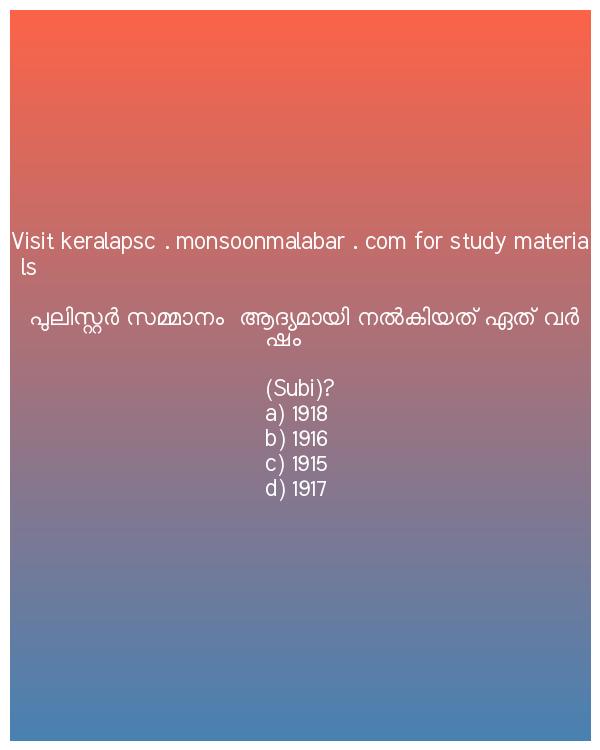 Visit keralapsc . monsoonmalabar . com for study materia
ls
പുലിസ്റ്റർ സമ്മാനം ആദ്യമായി നൽകിയത് ഏത് വർ
ഷം
(Subi)?
a) 1918
b) 1916
c) 1915
d) 1917